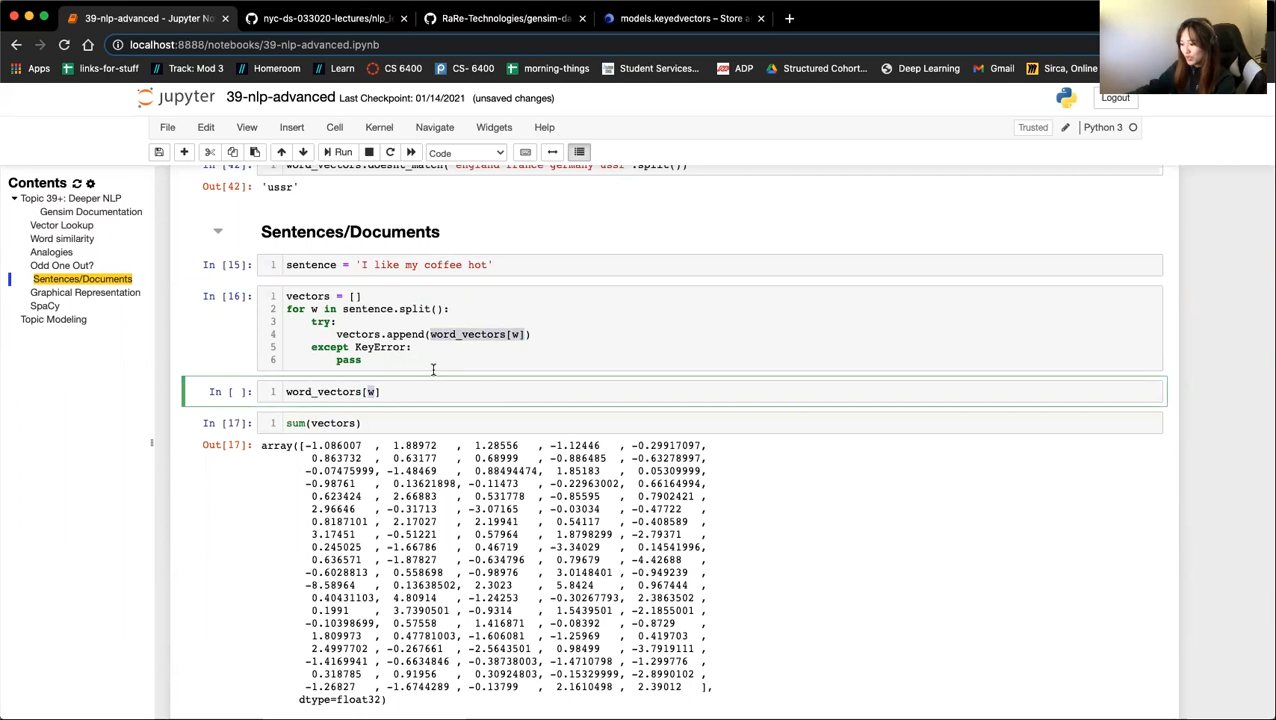 39-nlp-advanced - Jupyter No
nyc-ds-033020-lectures/nlp_l
RaRe-Technologies/gensim-da
models.keyedvectors – Store a
localhost:8888/notebooks/39-nlp-advanced.ipynb
Apps
links-for-stuff
Track: Mod 3
Homeroom
Learn
CS 6400
CS- 6400
morning-things
Student Services...
ADP
Structured Cohort...
Deep Learning
Gmail
Sirca, Online
jupyter 39-nlp-advanced Last Checkpoint: 01/14/2021 (unsaved changes)
Logout
File Edit View Insert Cell Kernel Navigate Widgets Help
Trusted Python 3
Run
Code
Contents
Topic 39+: Deeper NLP
Gensim Documentation
Vector Lookup
Word similarity
Analogies
Odd One Out?
Sentences/Documents
Graphical Representation
SpaCy
Topic Modeling
word_vectors.doesnt_match("england france germany ussr".split())
Out[42]: 'ussr'
Sentences/Documents
In [15]: 1 sentence = 'I like my coffee hot'
In [16]: 1 vectors = []
2 for w in sentence.split():
3 try:
4 vectors.append(word_vectors[w])
5 except KeyError:
6 pass
In [ ]: 1 word_vectors[w]
In [17]: 1 sum(vectors)
Out[17]: array([-1.086007 , 1.88972 , 1.28556 , -1.12446 , -0.29917097,
0.863732 , 0.63177 , 0.68999 , -0.886485 , -0.63278997,
-0.07475999, -1.48469 , 0.88494474, 1.85183 , 0.05309999,
-0.98761 , 0.13621898, -0.11473 , -0.22963002, 0.66164994,
0.623424 , 2.66883 , 0.531778 , -0.85595 , 0.7902421 ,
2.96646 , -0.31713 , -3.07165 , -0.03034 , -0.47722 ,
0.8187101 , 2.17027 , 2.19941 , 0.54117 , -0.408589 ,
3.17451 , -0.51221 , 0.57964 , 1.8798299 , -2.79371 ,
0.245025 , -1.66786 , 0.46719 , -3.34029 , 0.14541996,
0.636571 , -1.87827 , -0.634796 , 0.79679 , -4.42688 ,
-0.6028813 , 0.558698 , -0.98976 , 3.0148401 , -0.949239 ,
-8.58964 , 0.13638502, 2.3023 , 5.8424 , 0.967444 ,
0.40431103, 4.80914 , -1.24253 , -0.30267793, 2.3863502 ,
0.1991 , 3.7390501 , -0.9314 , 1.5439501 , -2.1855001 ,
-0.10398699, 0.57558 , 1.416871 , -0.08392 , -0.8729 ,
1.809973 , 0.47781003, -1.606081 , -1.25969 , 0.419703 ,
2.4997702 , -0.267661 , -2.5643501 , 0.98499 , -3.7919111 ,
-1.4169941 , -0.6634846 , -0.38738003, -1.4710798 , -1.299776 ,
0.318785 , 0.91956 , 0.30924803, -0.15329999, -2.8990102 ,
-1.26827 , -1.6744289 , -0.13799 , 2.1610498 , 2.39012 ],
dtype=float32)